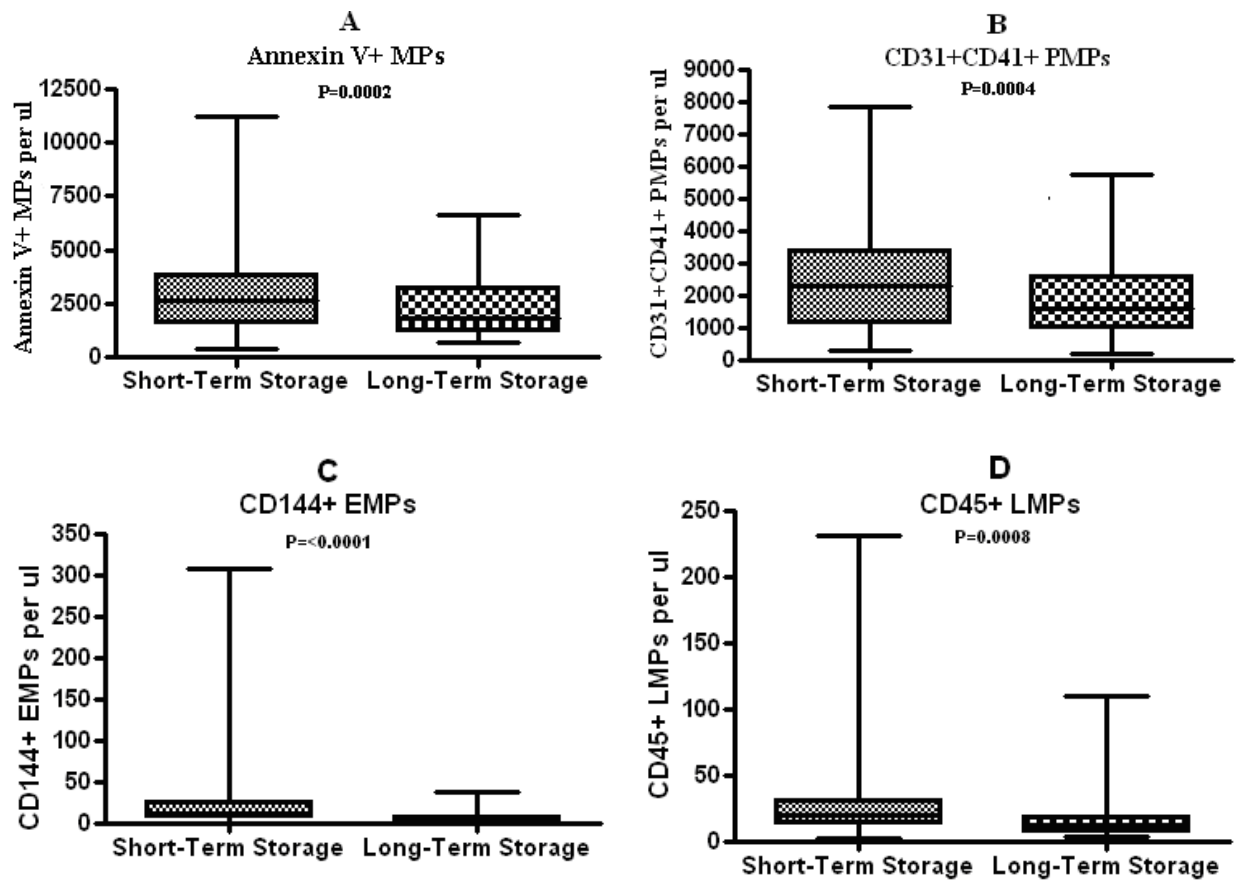 A
Annexin V+ MPs
P=0.0002
Annexin V+ MPs per ul
12500
10000
7500
5000
2500
0
Short-Term Storage Long-Term Storage
B
CD31+CD41+ PMPs
P=0.0004
CD31+CD41+ PMPs per ul
9000
8000
7000
6000
5000
4000
3000
2000
1000
0
Short-Term Storage Long-Term Storage
C
CD144+ EMPs
P=<0.0001
CD144+ EMPs per ul
350
300
250
200
150
100
50
0
Short-Term Storage Long-Term Storage
D
CD45+ LMPs
P=0.0008
CD45+ LMPs per ul
250
200
150
100
50
0
Short-Term Storage Long-Term Storage